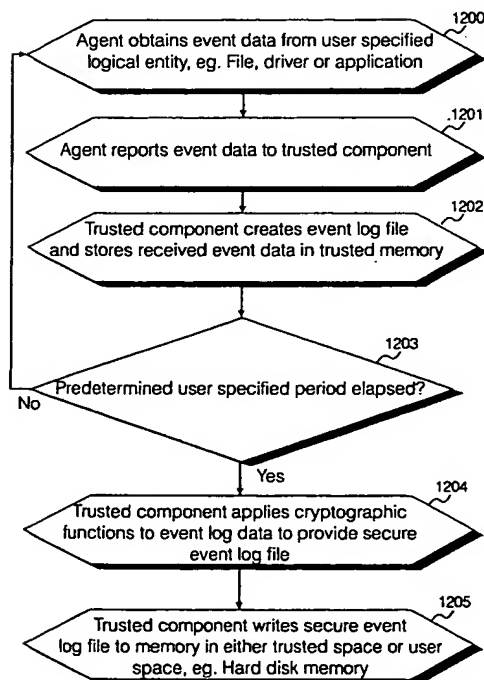 1200
Agent obtains event data from user specified
logical entity, eg. File, driver or application
1201
Agent reports event data to trusted component
1202
Trusted component creates event log file
and stores received event data in trusted memory
1203
Predetermined user specified period elapsed?
No
Yes
1204
Trusted component applies cryptographic
functions to event log data to provide secure
event log file
1205
Trusted component writes secure event
log file to memory in either trusted space or user
space, eg. Hard disk memory